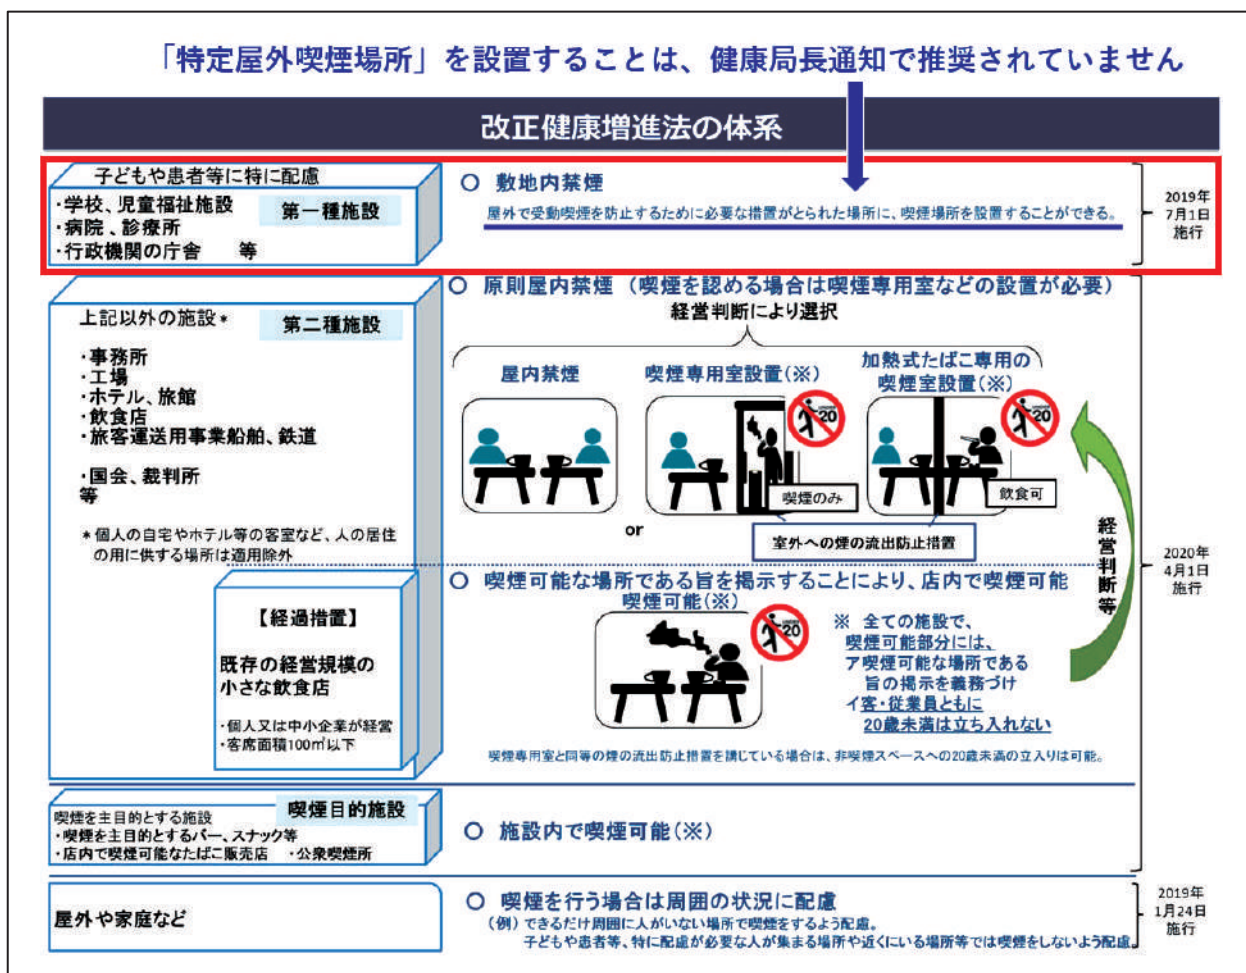 「特定屋外喫煙場所」を設置することは、健康局長通知で推奨されていません
改正健康増進法の体系
子どもや患者等に特に配慮
・学校、児童福祉施設
・病院、診療所
・行政機関の庁舎　等
第一種施設
○ 敷地内禁煙
屋外で受動喫煙を防止するために必要な措置がとられた場所に、喫煙場所を設置することができる。
2019年
7月1日
施行
上記以外の施設*
第二種施設
・事務所
・工場
・ホテル、旅館
・飲食店
・旅客運送用事業船舶、鉄道
・国会、裁判所
等
*個人の自宅やホテル等の客室など、人の居住
の用に供する場所は適用除外
○ 原則屋内禁煙（喫煙を認める場合は喫煙専用室などの設置が必要）
経営判断により選択
屋内禁煙
喫煙専用室設置(※)
加熱式たばこ専用の
喫煙室設置(※)
20
20
喫煙のみ
飲食可
or
室外への煙の流出防止措置
経営判断等
2020年
4月1日
施行
【経過措置】
既存の経営規模の
小さな飲食店
・個人又は中小企業が経営
・客席面積100㎡以下
○ 喫煙可能な場所である旨を掲示することにより、店内で喫煙可能
喫煙可能(※)
20
※ 全ての施設で、
喫煙可能部分には、
ア喫煙可能な場所である
旨の掲示を義務づけ
イ客・従業員ともに
20歳未満は立ち入れない
喫煙専用室と同等の煙の流出防止措置を講じている場合は、非喫煙スペースへの20歳未満の立入りは可能。
喫煙を主目的とする施設
喫煙目的施設
・喫煙を主目的とするバー、スナック等
・店内で喫煙可能なたばこ販売店　・公衆喫煙所
○ 施設内で喫煙可能(※)
屋外や家庭など
○ 喫煙を行う場合は周囲の状況に配慮
(例)できるだけ周囲に人がいない場所で喫煙をするよう配慮。
子どもや患者等、特に配慮が必要な人が集まる場所や近くにいる場所等では喫煙をしないよう配慮。
2019年
1月24日
施行